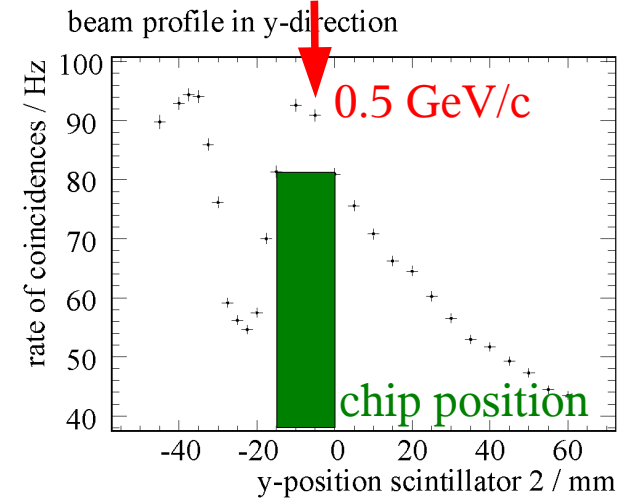 beam profile in y-direction
rate of coincidences / Hz
100
90
80
70
60
50
40
0.5 GeV/c
chip position
-40 -20 0 20 40 60
y-position scintillator 2 / mm